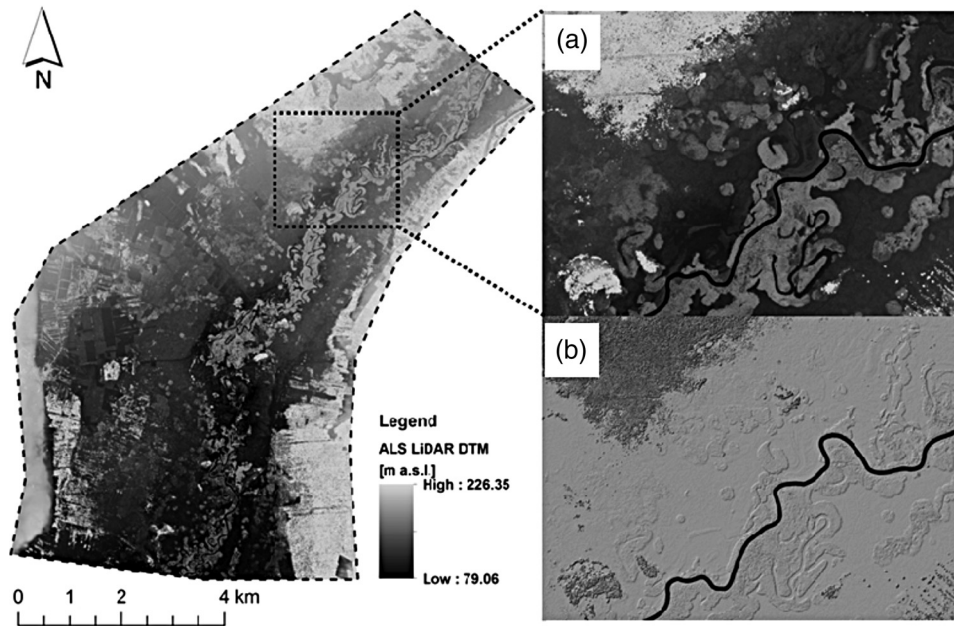 N
(a)
(b)
Legend
ALS LiDAR DTM
[m a.s.l.]
High : 226.35
Low : 79.06
0 1 2 4 km